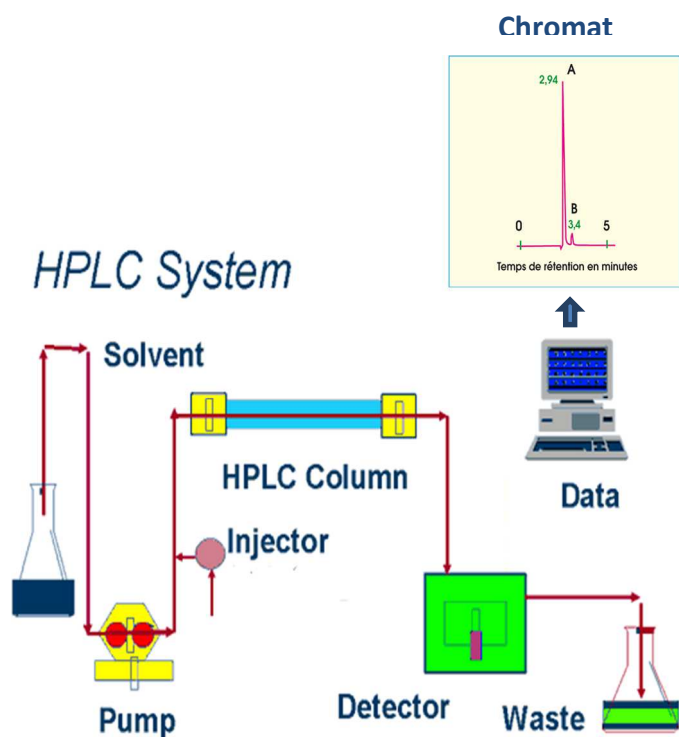 Chromat
A
2,94
B
3,4
0
5
Temps de rétention en minutes
HPLC System
Solvent
HPLC Column
Data
Injector
Detector
Waste
Pump